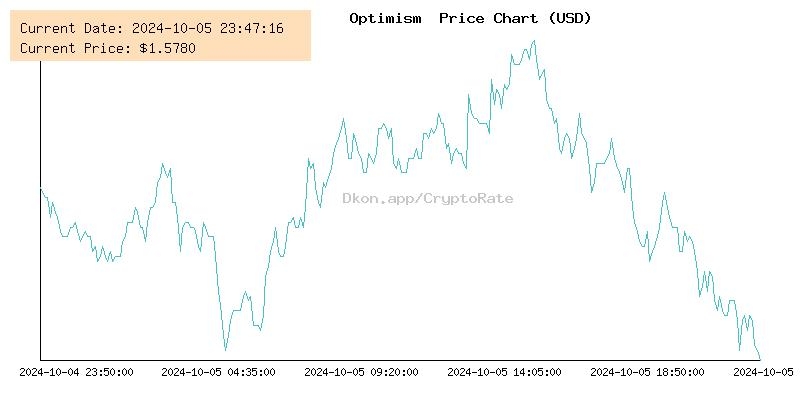 Optimism Price Chart (USD)
Current Date: 2024-10-05 23:47:16
Current Price: $1.5780
Dkon.app/CryptoRate
2024-10-04 23:50:00 2024-10-05 04:35:00 2024-10-05 09:20:00 2024-10-05 14:05:00 2024-10-05 18:50:00 2024-10-05